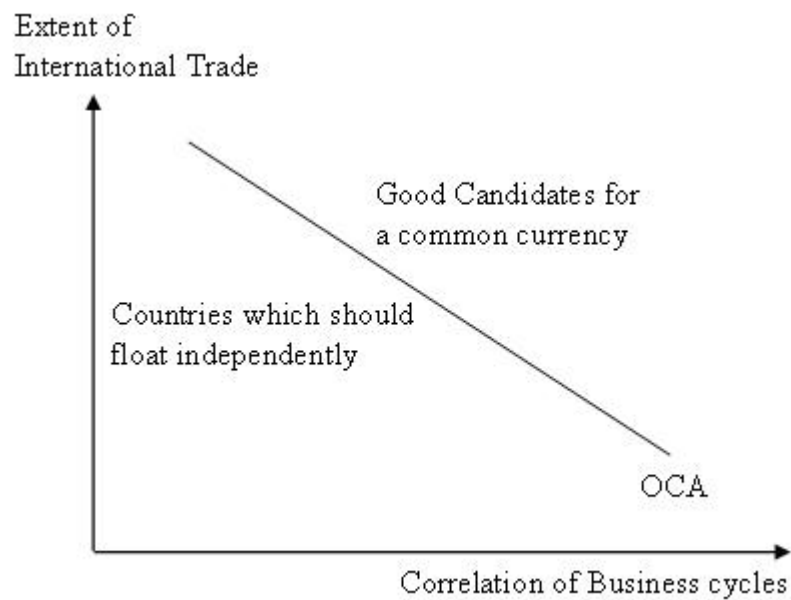 Extent of
International Trade
Good Candidates for
a common currency
Countries which should
float independently
OCA
Correlation of Business cycles